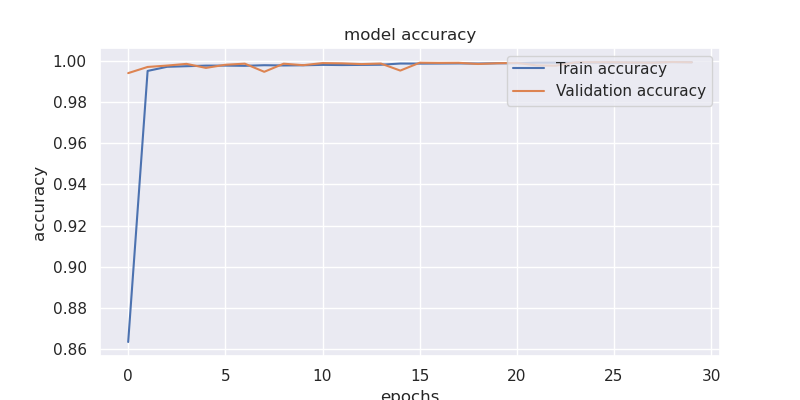 model accuracy
1.00
0.98
0.96
0.94
0.92
0.90
0.88
0.86
accuracy
Train accuracy
Validation accuracy
0 5 10 15 20 25 30
epochs